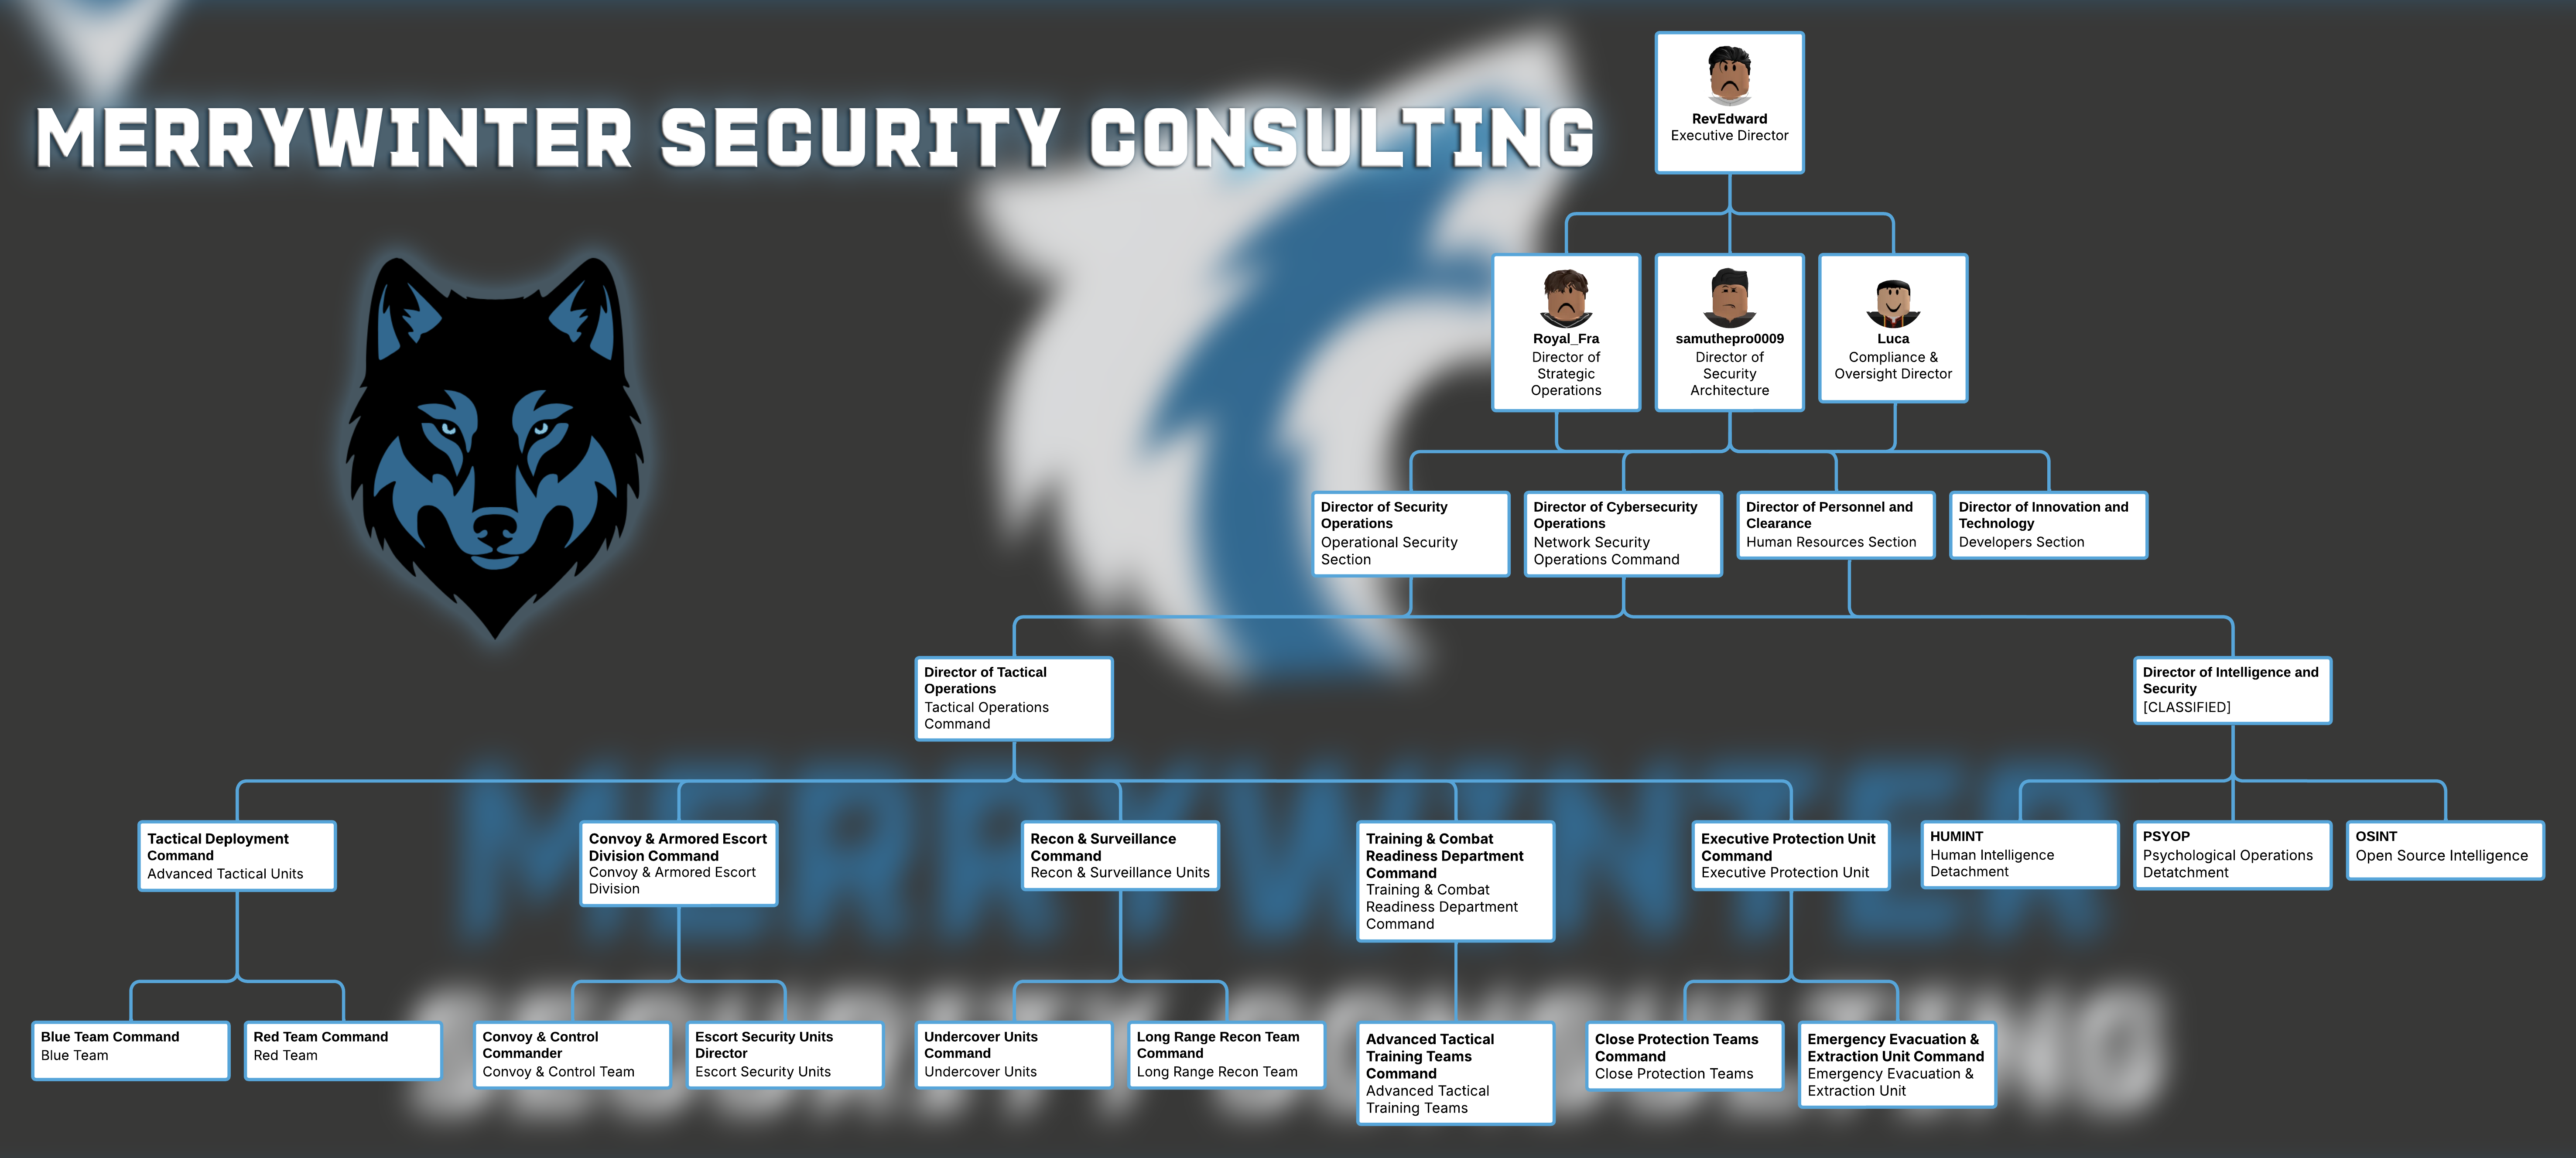 MERRYWINTER SECURITY CONSULTING
RevEdward
Executive Director
Royal_Fra
Director of
Strategic
Operations
samuthepro0009
Director of
Security
Architecture
Luca
Compliance &
Oversight Director
Director of Security
Operations
Operational Security
Section
Director of Cybersecurity
Operations
Network Security
Operations Command
Director of Personnel and
Clearance
Human Resources Section
Director of Innovation and
Technology
Developers Section
Director of Tactical
Operations
Tactical Operations
Command
Director of Intelligence and
Security
[CLASSIFIED]
MERRYWINTER
SECURITY CONSULTING
Tactical Deployment
Command
Advanced Tactical Units
Convoy & Armored Escort
Division Command
Convoy & Armored Escort
Division
Recon & Surveillance
Command
Recon & Surveillance Units
Training & Combat
Readiness Department
Command
Training & Combat
Readiness Department
Command
Executive Protection Unit
Command
Executive Protection Unit
HUMINT
Human Intelligence
Detachment
PSYOP
Psychological Operations
Detatchment
OSINT
Open Source Intelligence
Blue Team Command
Blue Team
Red Team Command
Red Team
Convoy & Control
Commander
Convoy & Control Team
Escort Security Units
Director
Escort Security Units
Undercover Units
Command
Undercover Units
Long Range Recon Team
Command
Long Range Recon Team
Advanced Tactical
Training Teams
Command
Advanced Tactical
Training Teams
Close Protection Teams
Command
Close Protection Teams
Emergency Evacuation &
Extraction Unit Command
Emergency Evacuation &
Extraction Unit